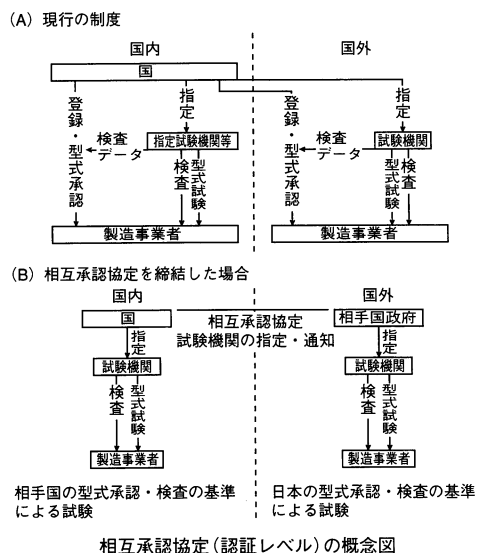 (A) 現行の制度
国内
国外
国
登録・型式承認
指定
検査
データ
指定試験機関等
検査
型式試験
製造事業者
登録・型式承認
指定
検査
データ
試験機関
型式試験
検査
製造事業者
(B) 相互承認協定を締結した場合
国内
国外
国
相互承認協定
試験機関の指定・通知
相手国政府
指定
試験機関
検査
型式試験
製造事業者
指定
試験機関
検査
型式試験
製造事業者
相手国の型式承認・検査の基準
による試験
日本の型式承認・検査の基準
による試験
相互承認協定(認証レベル)の概念図